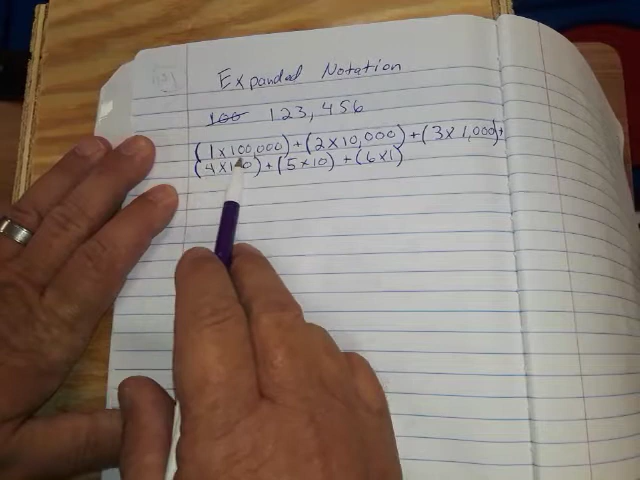 Expanded Notation
100 123,456
(1x100,000)+(2x10,000)+(3x1,000)+
(4x100)+(5x10)+(6x1)